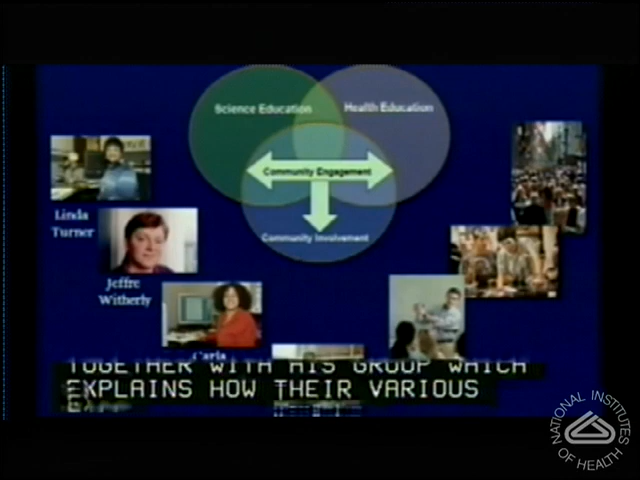 Science Education
Health Education
Community Engagement
Community Involvement
Linda
Turner
Jeffre
Witherly
Carla
TOGETHER WITH HIS GROUP WHICH
EXPLAINS HOW THEIR VARIOUS
NATIONAL INSTITUTES
OF HEALTH